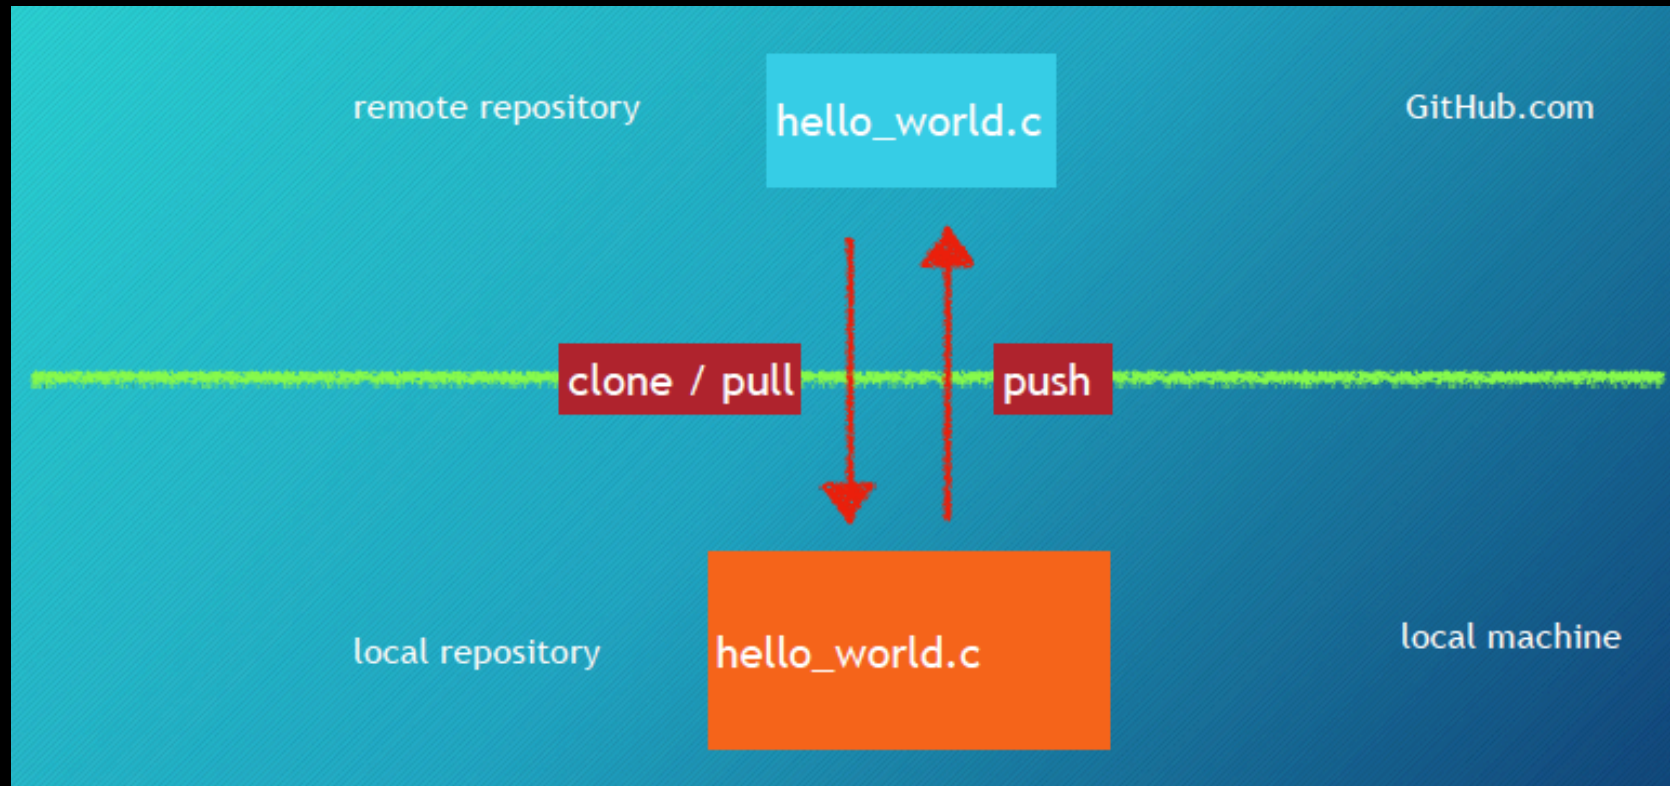 remote repository
hello_world.c
GitHub.com
clone / pull
push
local repository
hello_world.c
local machine